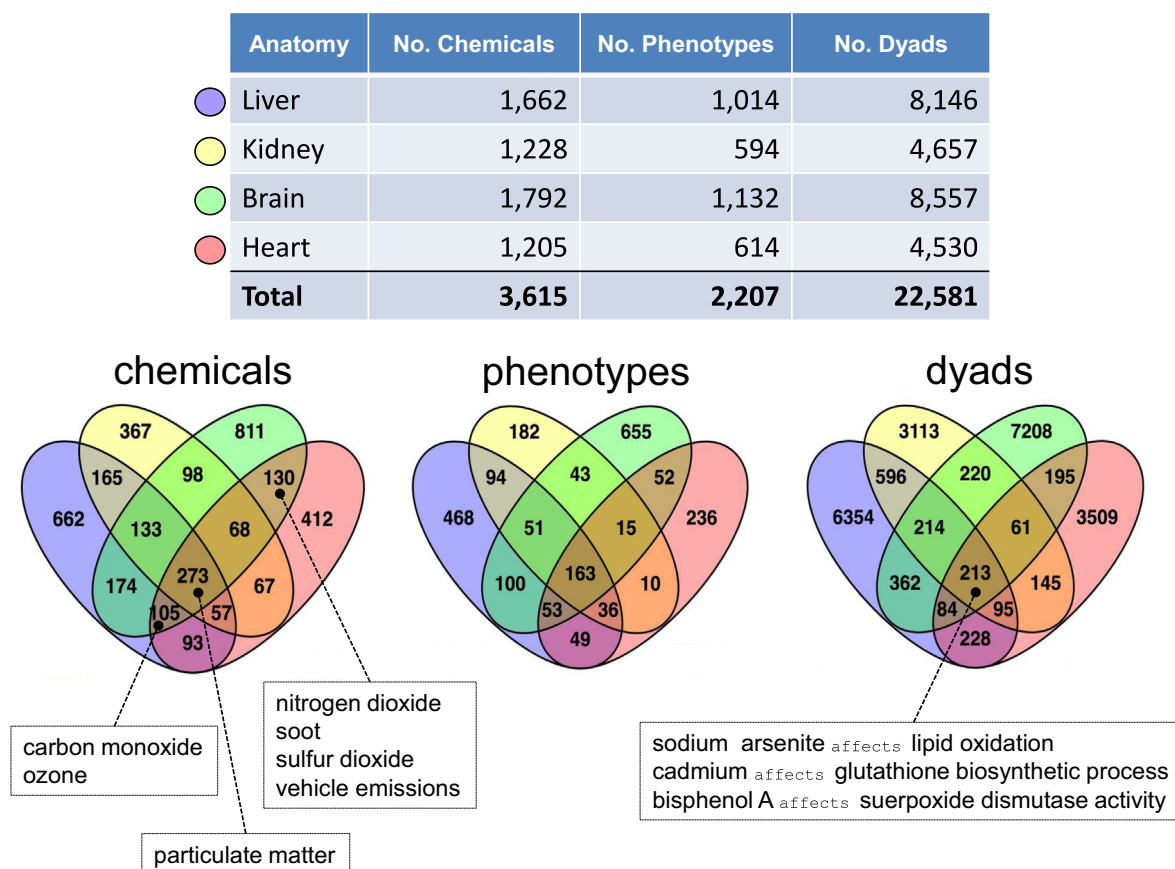 Anatomy No. Chemicals No. Phenotypes No. Dyads
Liver 1,662 1,014 8,146
Kidney 1,228 594 4,657
Brain 1,792 1,132 8,557
Heart 1,205 614 4,530
Total 3,615 2,207 22,581
chemicals
367 811
165 98 130
662 133 68 412
174 273 67
105 57
93
phenotypes
182 655
94 43 52
468 51 15 236
100 163 10
53 36
49
dyads
3113 7208
596 220 195
6354 214 61 3509
362 213 145
84 95
228
carbon monoxide
ozone
particulate matter
nitrogen dioxide
soot
sulfur dioxide
vehicle emissions
sodium arsenite affects lipid oxidation
cadmium affects glutathione biosynthetic process
bisphenol A affects suerpoxide dismutase activity